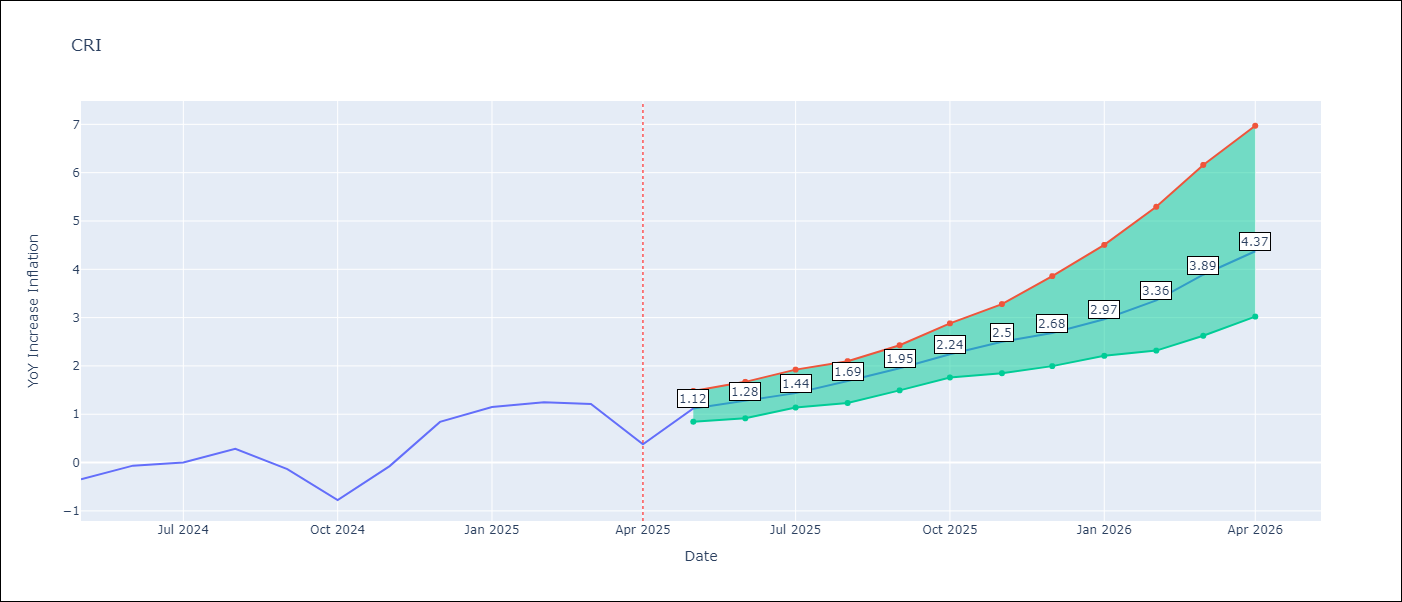 CRI
YoY Increase Inflation
7
6
5
4
3
2
1
0
−1
1.12
1.28
1.44
1.69
1.95
2.24
2.5
2.68
2.97
3.36
3.89
4.37
Jul 2024
Oct 2024
Jan 2025
Apr 2025
Jul 2025
Oct 2025
Jan 2026
Apr 2026
Date